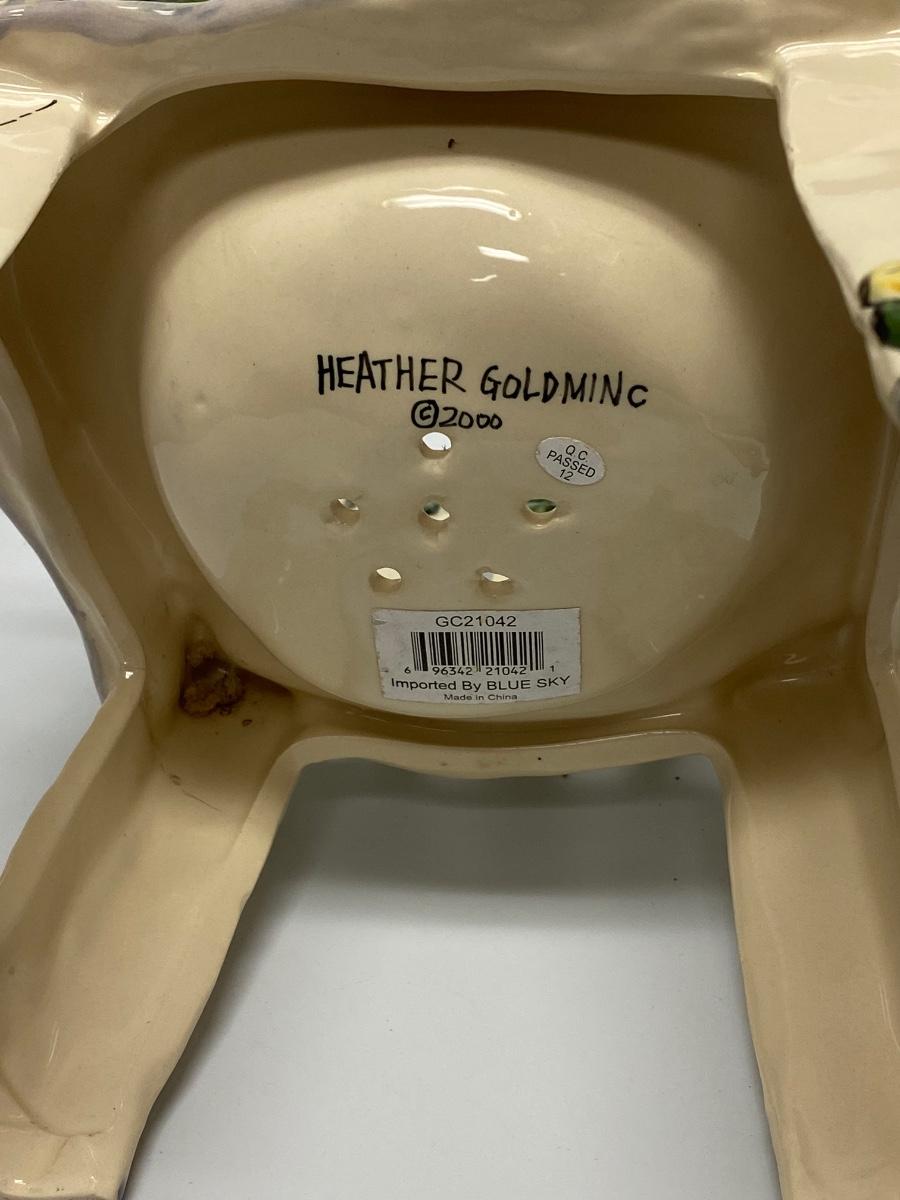 HEATHER GOLDMINC
©2000
Q.C.
PASSED
12
GC21042
6 96342 21042 1
Imported By BLUE SKY
Made in China